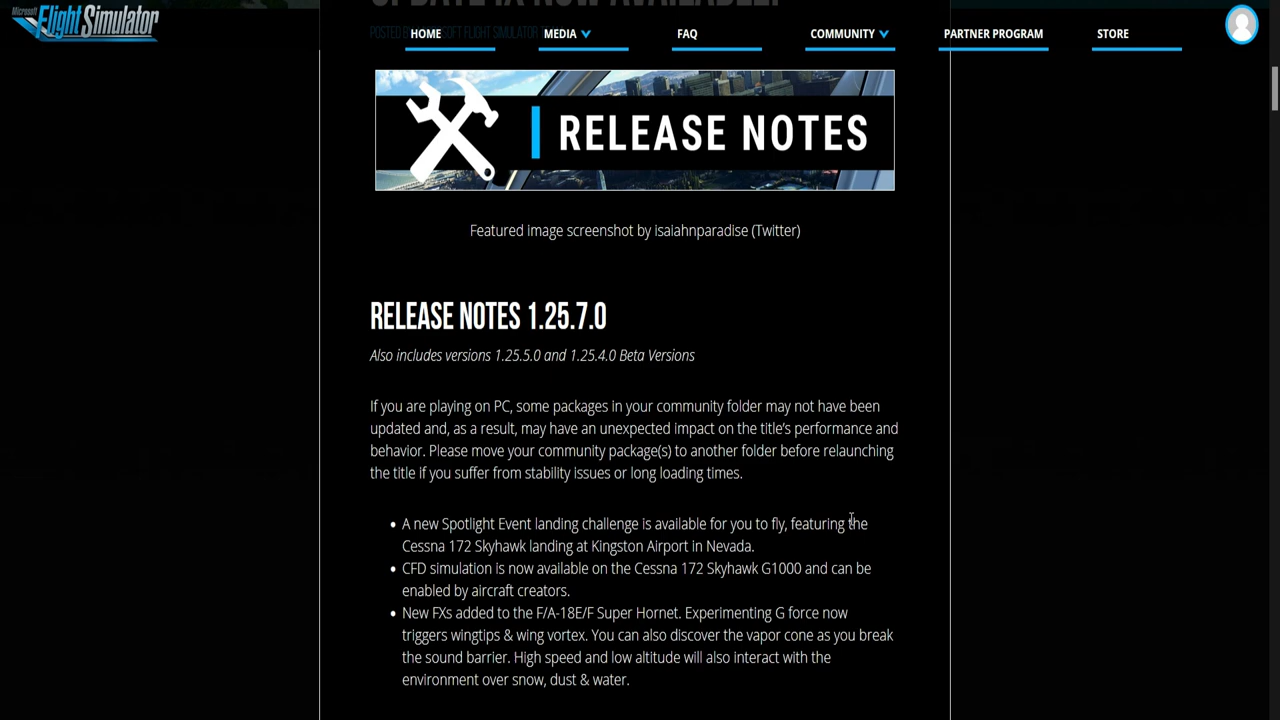 UPDATE IX NOW AVAILABLE!
Microsoft
Flight Simulator
HOME
MEDIA
FAQ
COMMUNITY
PARTNER PROGRAM
STORE
RELEASE NOTES
Featured image screenshot by isaiahnparadise (Twitter)
RELEASE NOTES 1.25.7.0
Also includes versions 1.25.5.0 and 1.25.4.0 Beta Versions
If you are playing on PC, some packages in your community folder may not have been
updated and, as a result, may have an unexpected impact on the title's performance and
behavior. Please move your community package(s) to another folder before relaunching
the title if you suffer from stability issues or long loading times.
A new Spotlight Event landing challenge is available for you to fly, featuring the
Cessna 172 Skyhawk landing at Kingston Airport in Nevada.
CFD simulation is now available on the Cessna 172 Skyhawk G1000 and can be
enabled by aircraft creators.
New FXs added to the F/A-18E/F Super Hornet. Experimenting G force now
triggers wingtips & wing vortex. You can also discover the vapor cone as you break
the sound barrier. High speed and low altitude will also interact with the
environment over snow, dust & water.